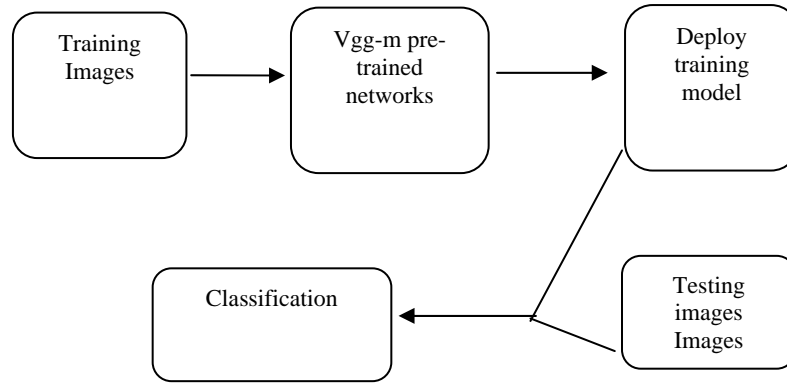 Training
Images
Vgg-m pre-
trained
networks
Deploy
training
model
Classification
Testing
images
Images